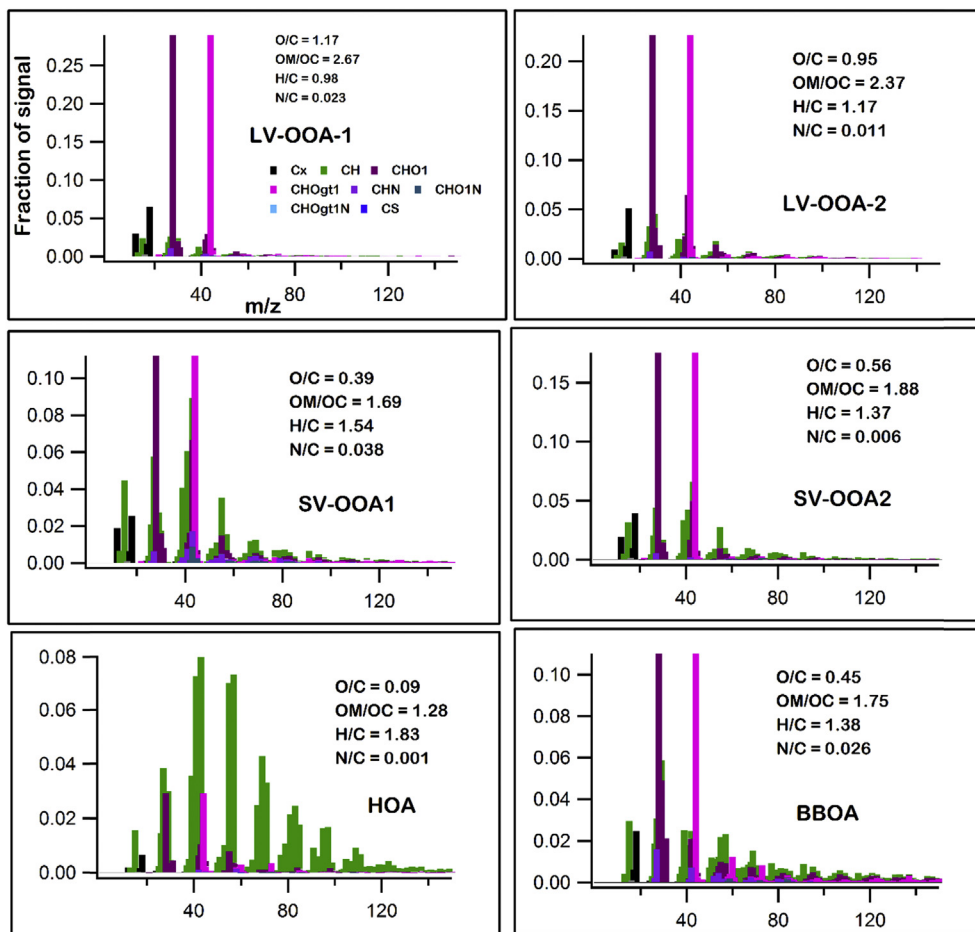 Fraction of signal
0.25
0.20
0.15
0.10
0.05
0.00
O/C = 1.17
OM/OC = 2.67
H/C = 0.98
N/C = 0.023
LV-OOA-1
Cx CH CHO1
CHOgt1 CHN CHO1N
CHOgt1N CS
40 80 120
m/z
0.20
0.15
0.10
0.05
0.00
O/C = 0.95
OM/OC = 2.37
H/C = 1.17
N/C = 0.011
LV-OOA-2
40 80 120
0.10
0.08
0.06
0.04
0.02
0.00
O/C = 0.39
OM/OC = 1.69
H/C = 1.54
N/C = 0.038
SV-OOA1
40 80 120
0.15
0.10
0.05
0.00
O/C = 0.56
OM/OC = 1.88
H/C = 1.37
N/C = 0.006
SV-OOA2
40 80 120
0.08
0.06
0.04
0.02
0.00
O/C = 0.09
OM/OC = 1.28
H/C = 1.83
N/C = 0.001
HOA
40 80 120
0.10
0.08
0.06
0.04
0.02
0.00
O/C = 0.45
OM/OC = 1.75
H/C = 1.38
N/C = 0.026
BBOA
40 80 120